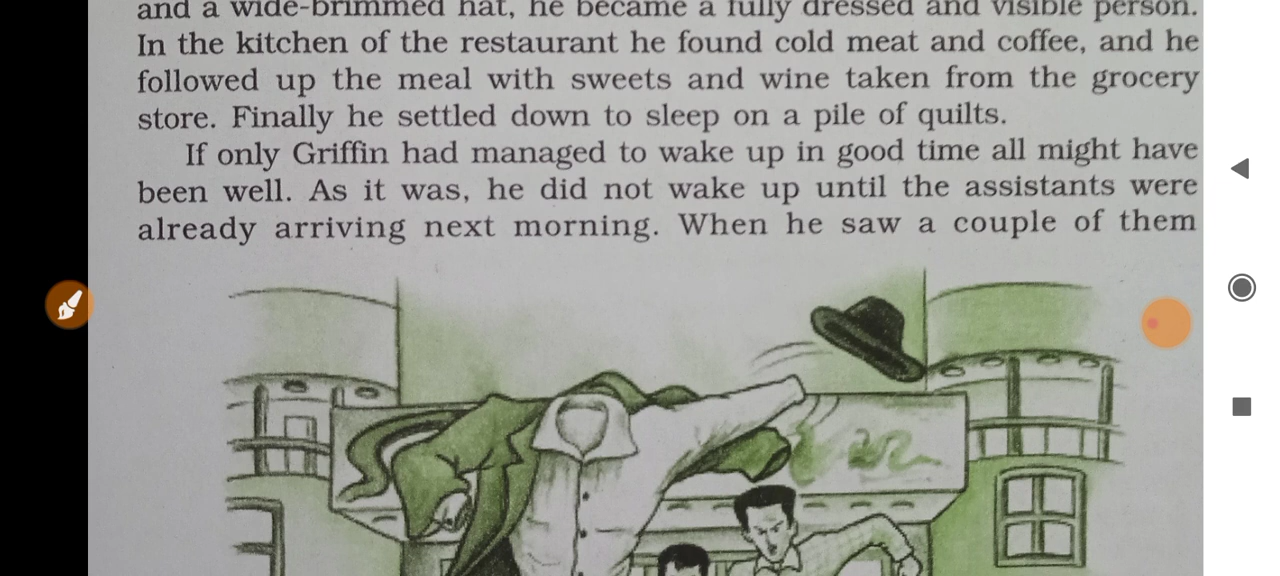 and a wide-brimmed hat, he became a fully dressed and visible person.
In the kitchen of the restaurant he found cold meat and coffee, and he
followed up the meal with sweets and wine taken from the grocery
store. Finally he settled down to sleep on a pile of quilts.
If only Griffin had managed to wake up in good time all might have
been well. As it was, he did not wake up until the assistants were
already arriving next morning. When he saw a couple of them